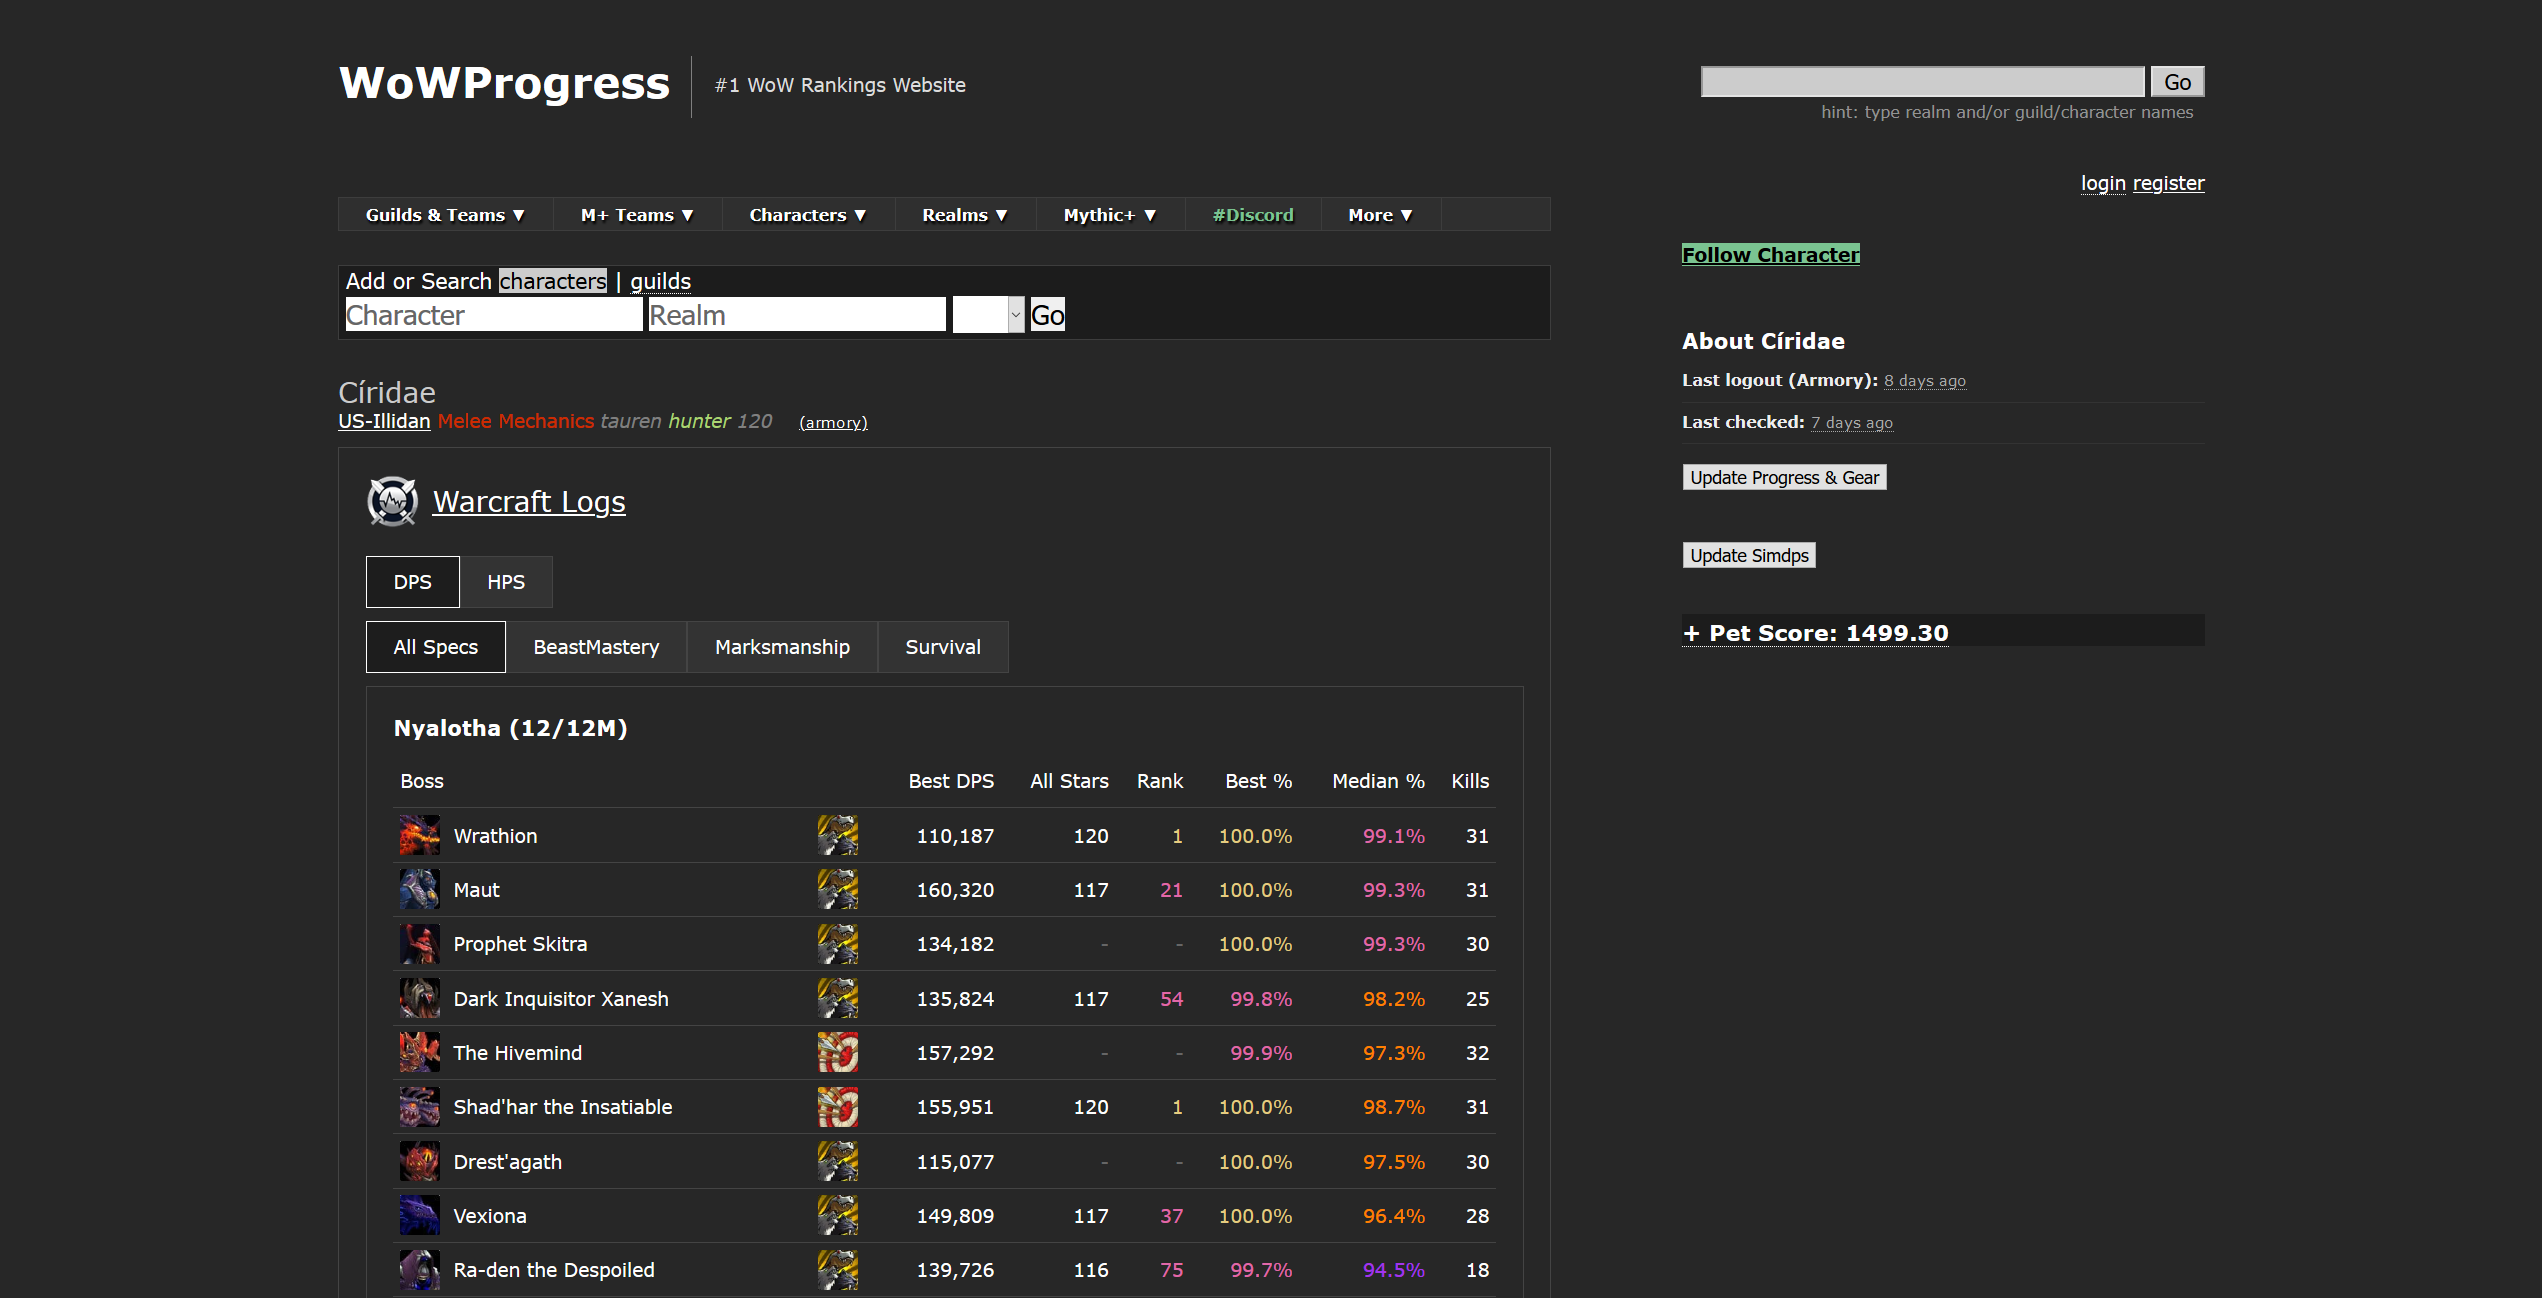 WoWProgress #1 WoW Rankings Website Go
hint: type realm and/or guild/character names
login register
Guilds & Teams ▼ M+ Teams ▼ Characters ▼ Realms ▼ Mythic+ ▼ #Discord More ▼
Add or Search characters | guilds
Character Realm Go
Círidae
US-Illidan Melee Mechanics tauren hunter 120 (armory)
Warcraft Logs
DPS HPS
All Specs BeastMastery Marksmanship Survival
Nyalotha (12/12M)
Boss Best DPS All Stars Rank Best % Median % Kills
Wrathion 110,187 120 1 100.0% 99.1% 31
Maut 160,320 117 21 100.0% 99.3% 31
Prophet Skitra 134,182 - - 100.0% 99.3% 30
Dark Inquisitor Xanesh 135,824 117 54 99.8% 98.2% 25
The Hivemind 157,292 - - 99.9% 97.3% 32
Shad'har the Insatiable 155,951 120 1 100.0% 98.7% 31
Drest'agath 115,077 - - 100.0% 97.5% 30
Vexiona 149,809 117 37 100.0% 96.4% 28
Ra-den the Despoiled 139,726 116 75 99.7% 94.5% 18
Follow Character
About Círidae
Last logout (Armory): 8 days ago
Last checked: 7 days ago
Update Progress & Gear
Update Simdps
+ Pet Score: 1499.30